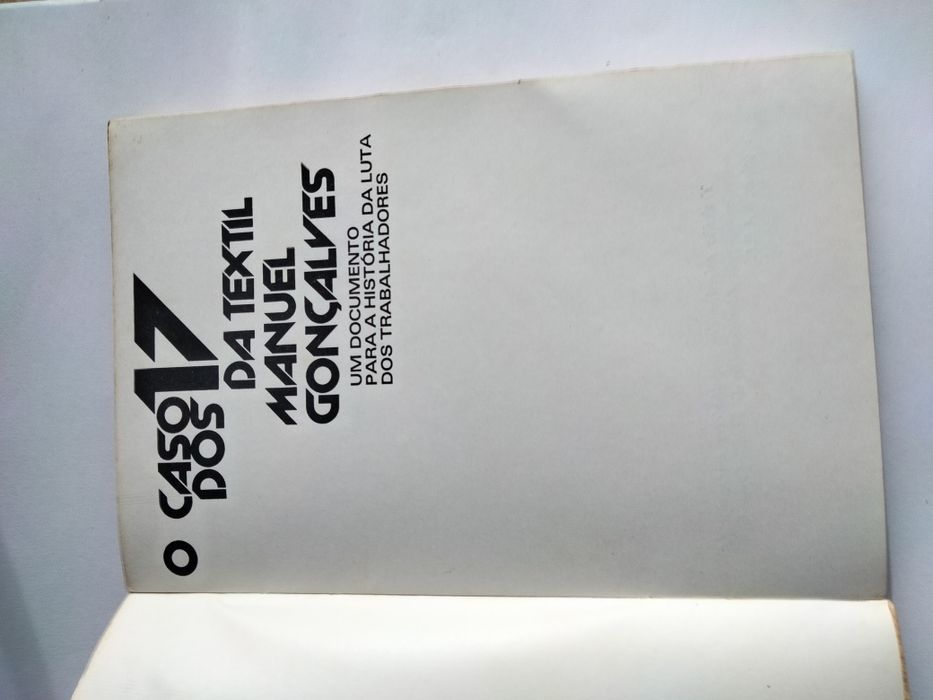 O CASO
DOS 17
DA TEXTIL
MANUEL
GONÇALVES
UM DOCUMENTO
PARA A HISTÓRIA DA LUTA
DOS TRABALHADORES